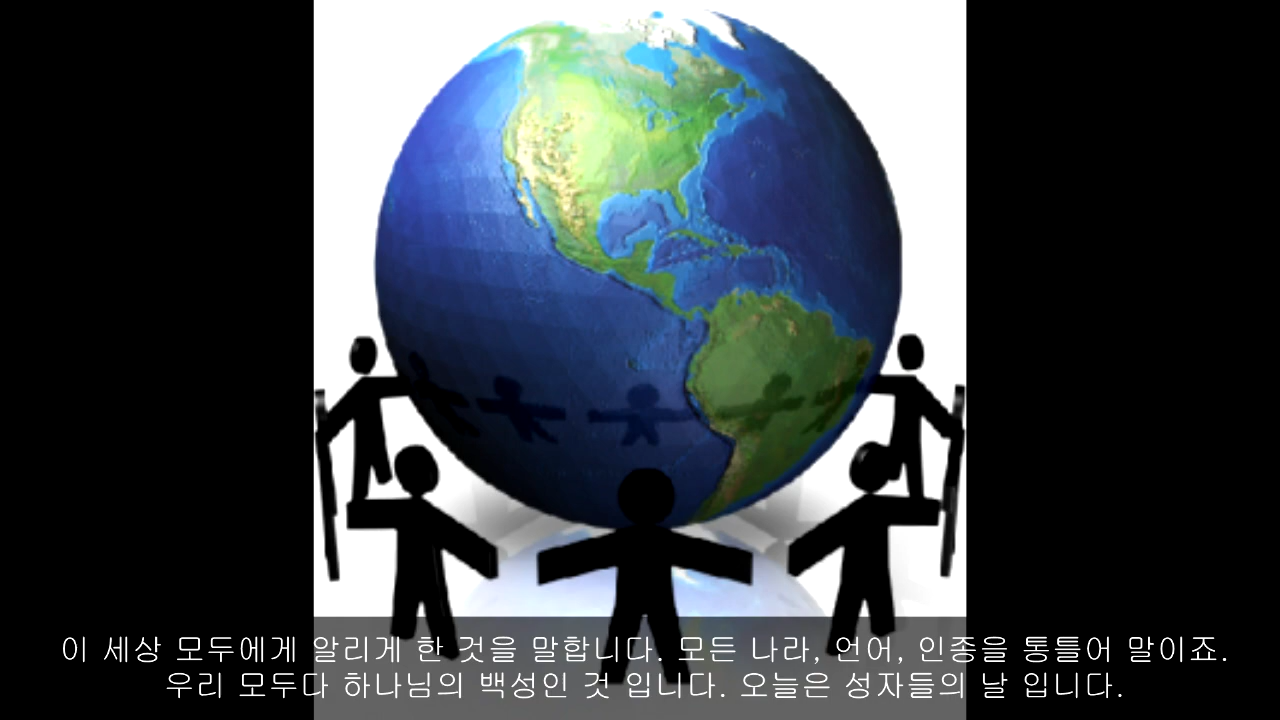 이 세상 모두에게 알리게 한 것을 말합니다. 모든 나라, 언어, 인종을 통틀어 말이죠.
우리 모두다 하나님의 백성인 것 입니다. 오늘은 성자들의 날 입니다.